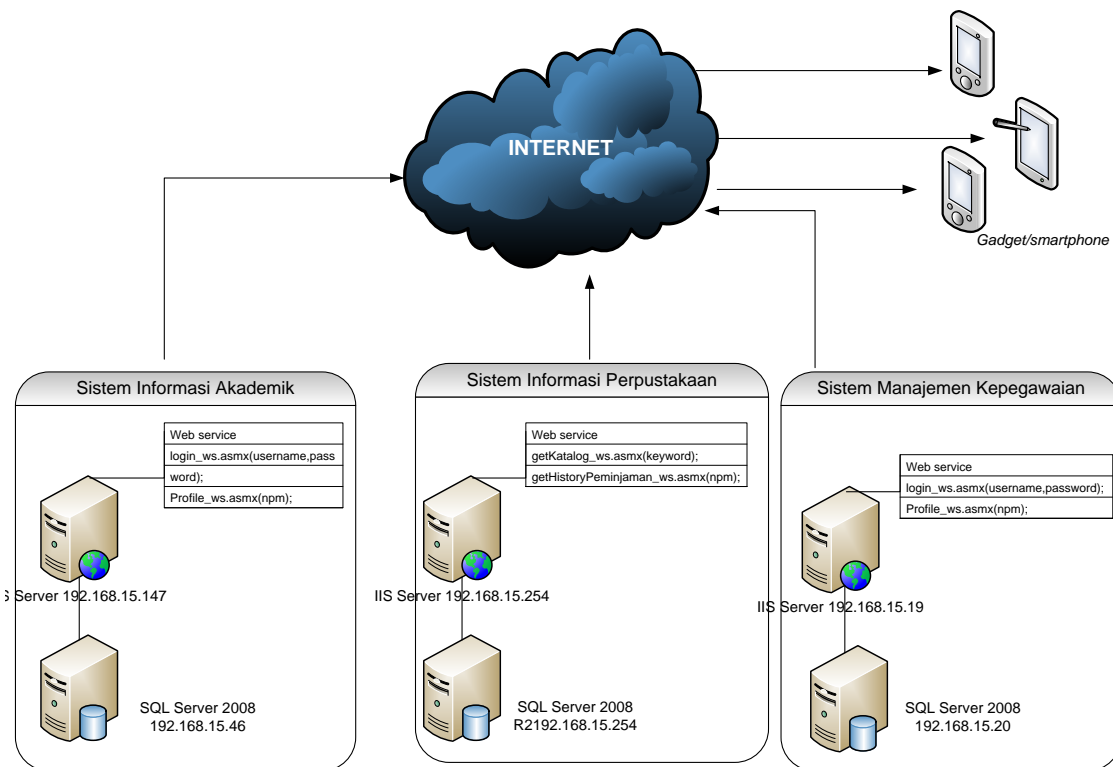 INTERNET
Gadget/smartphone
Sistem Informasi Akademik
Web service
login_ws.asmx(username,pass
word);
Profile_ws.asmx(npm);
S Server 192.168.15.147
SQL Server 2008
192.168.15.46
Sistem Informasi Perpustakaan
Web service
getKatalog_ws.asmx(keyword);
getHistoryPeminjaman_ws.asmx(npm);
IIS Server 192.168.15.254
SQL Server 2008
R2192.168.15.254
Sistem Manajemen Kepegawaian
Web service
login_ws.asmx(username,password);
Profile_ws.asmx(npm);
IIS Server 192.168.15.19
SQL Server 2008
192.168.15.20